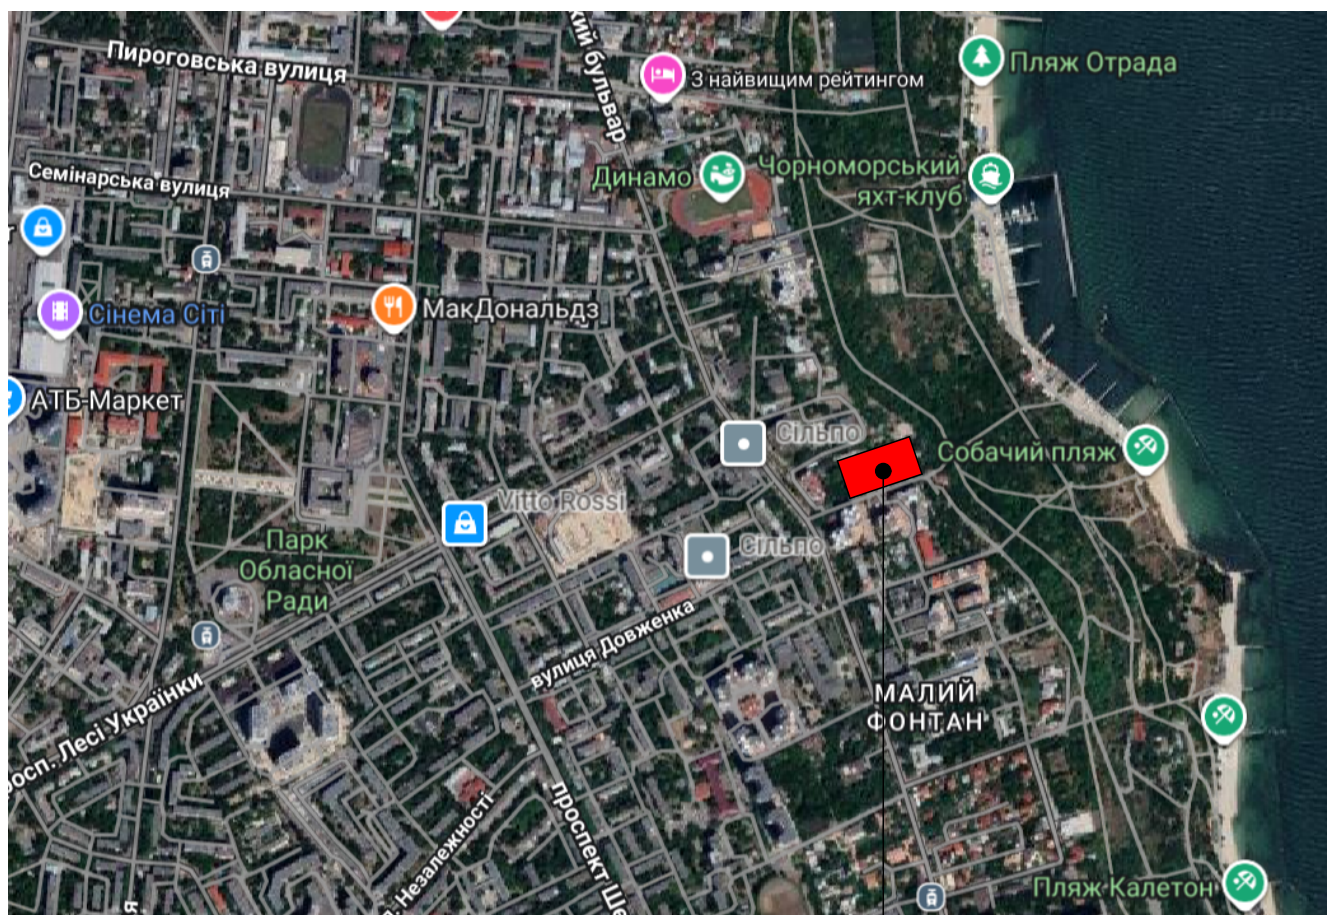 Пироговська вулиця
кий бульвар
З найвищим рейтингом
Пляж Отрада
Семінарська вулиця
Динамо
Чорноморський
яхт-клуб
Сінема Сіті
МакДональдз
АТБ-Маркет
Сільпо
Собачий пляж
Vitto Rossi
Сільпо
Парк
Обласної
Ради
вулиця Довженка
росп. Лесі Українки
МАЛИЙ
ФОНТАН
проспект Ше
п. Незалежності
Пляж Калетон
я